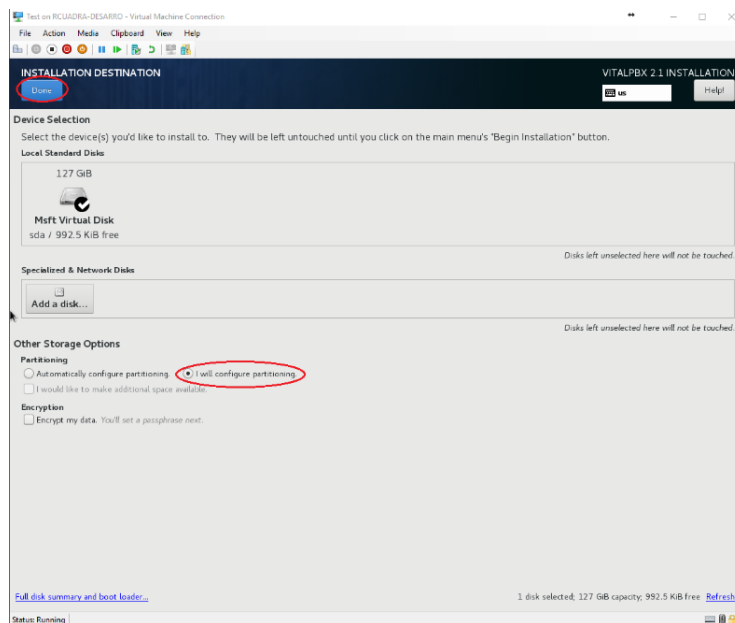 Test on RCUADRA-DESARRO - Virtual Machine Connection
File Action Media Clipboard View Help
INSTALLATION DESTINATION
VITALPBX 2.1 INSTALLATION
Done
us
Help!
Device Selection
Select the device(s) you'd like to install to. They will be left untouched until you click on the main menu's "Begin Installation" button.
Local Standard Disks
127 GiB
Msft Virtual Disk
sda / 992.5 KiB free
Disks left unselected here will not be touched.
Specialized & Network Disks
Add a disk...
Disks left unselected here will not be touched.
Other Storage Options
Partitioning
Automatically configure partitioning. I will configure partitioning.
I would like to make additional space available.
Encryption
Encrypt my data. You'll set a passphrase next.
Full disk summary and boot loader...
1 disk selected; 127 GiB capacity; 992.5 KiB free Refresh
Status: Running